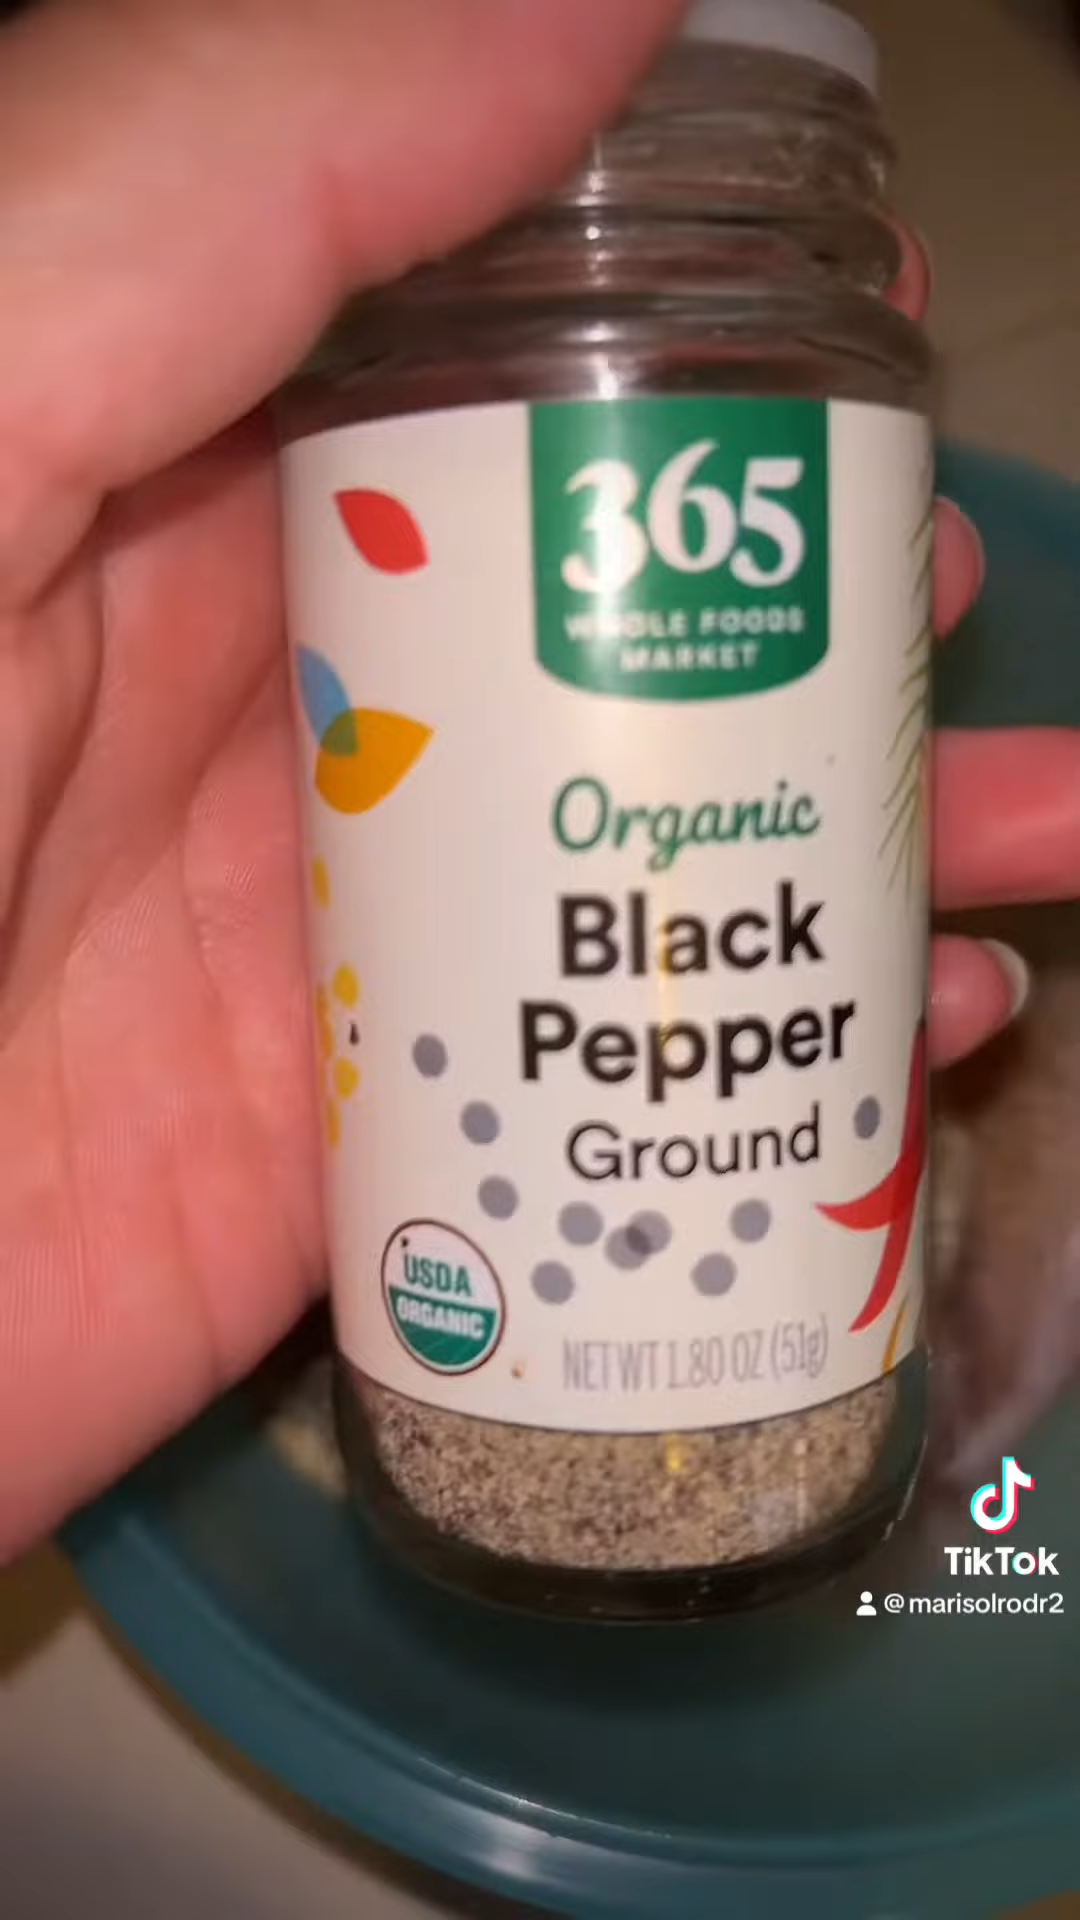 365
WHOLE FOODS
MARKET
Organic
Black
Pepper
Ground
USDA
ORGANIC
NET WT 1.80 OZ (51g)
TikTok
@marisolrodr2